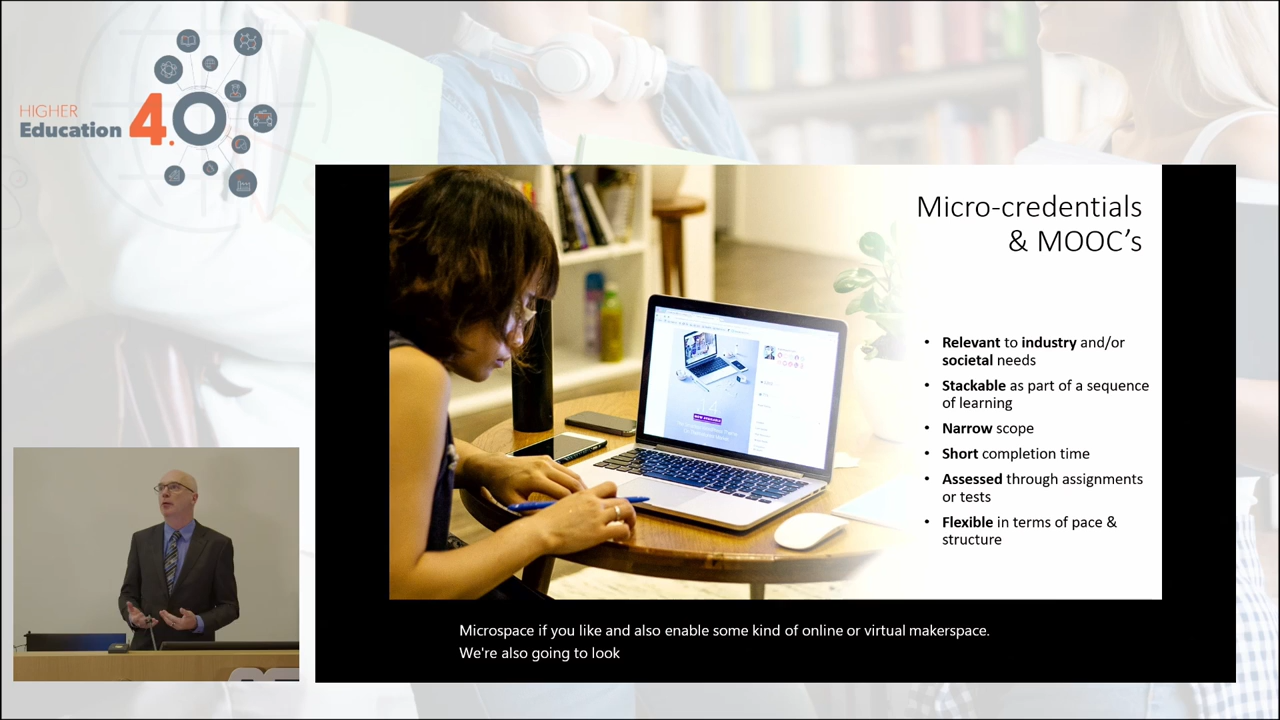 HIGHER
Education 4.0
Micro-credentials
& MOOC’s
• Relevant to industry and/or
societal needs
• Stackable as part of a sequence
of learning
• Narrow scope
• Short completion time
• Assessed through assignments
or tests
• Flexible in terms of pace &
structure
Microspace if you like and also enable some kind of online or virtual makerspace.
We're also going to look